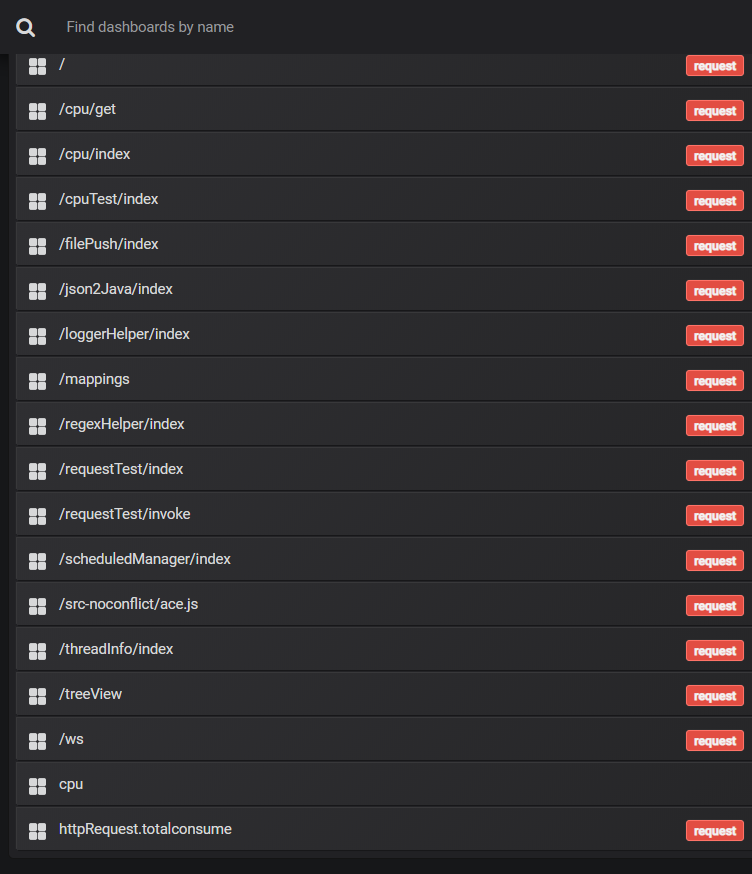 Find dashboards by name
/ request
/cpu/get request
/cpu/index request
/cpuTest/index request
/filePush/index request
/json2Java/index request
/loggerHelper/index request
/mappings request
/regexHelper/index request
/requestTest/index request
/requestTest/invoke request
/scheduledManager/index request
/src-noconflict/ace.js request
/threadInfo/index request
/treeView request
/ws request
cpu
httpRequest.totalconsume request